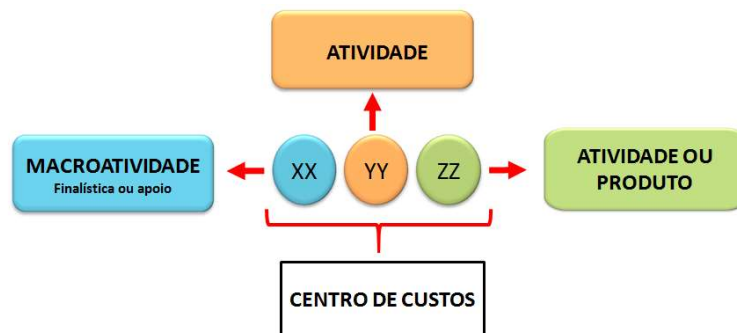 ATIVIDADE
MACROATIVIDADE
Finalística ou apoio
XX
YY
ZZ
ATIVIDADE OU
PRODUTO
CENTRO DE CUSTOS